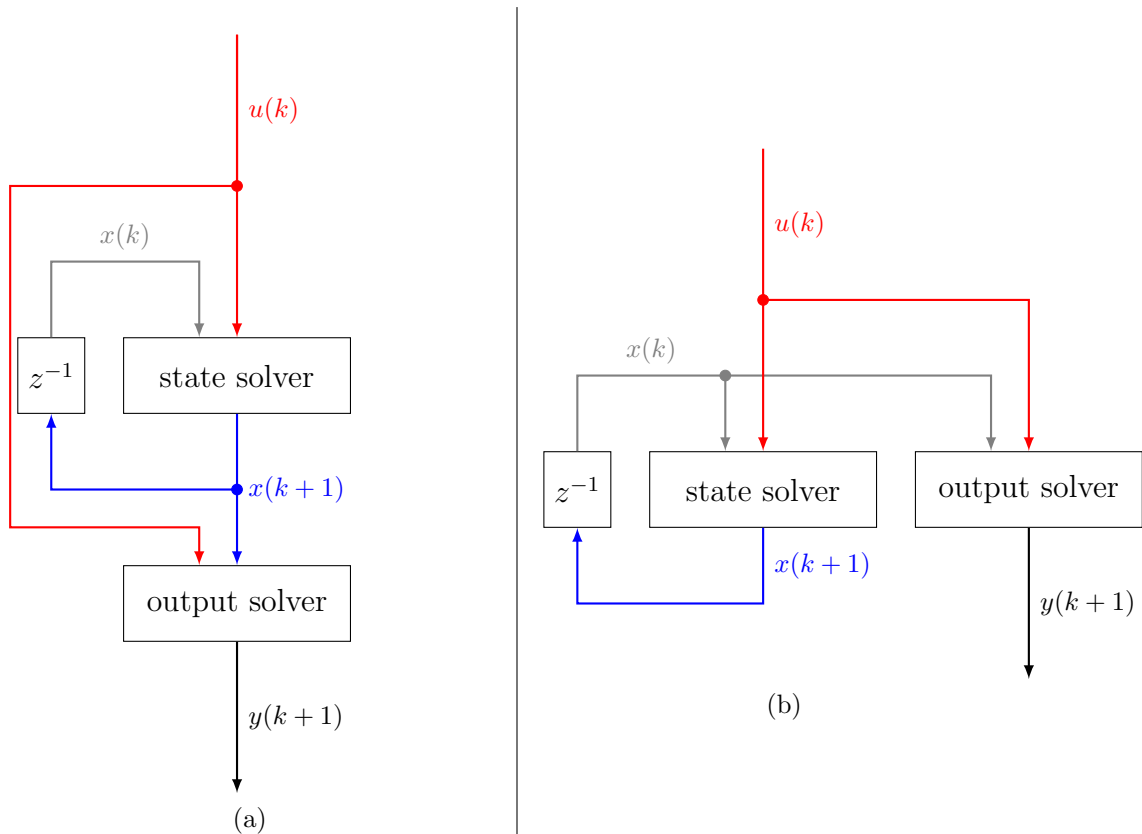 u(k)
x(k)
z⁻¹
state solver
x(k + 1)
output solver
y(k + 1)
(a)
u(k)
x(k)
z⁻¹
state solver
output solver
x(k + 1)
y(k + 1)
(b)